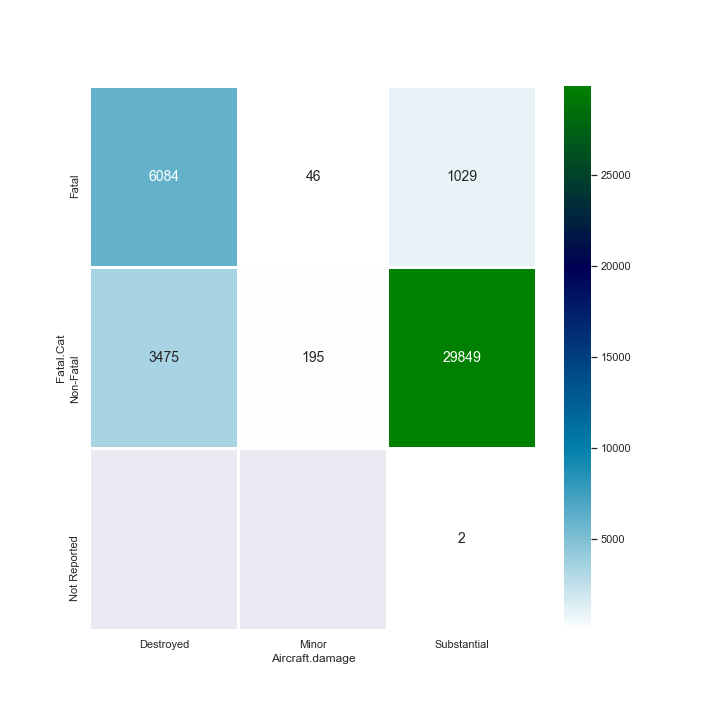 Fatal.Cat
Fatal
6084
46
1029
Non-Fatal
3475
195
29849
Not Reported
2
Destroyed
Minor
Substantial
Aircraft.damage
25000
20000
15000
10000
5000